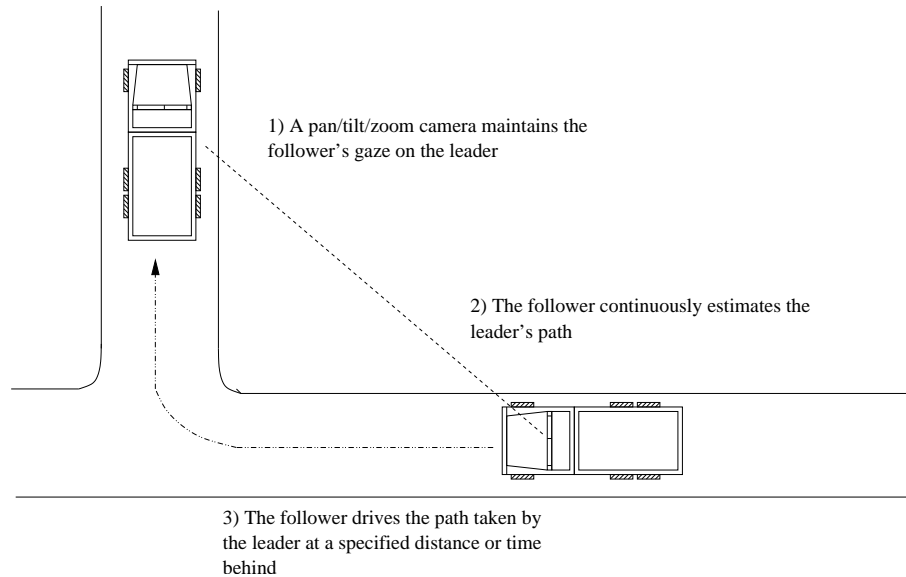 1) A pan/tilt/zoom camera maintains the
follower's gaze on the leader
2) The follower continuously estimates the
leader's path
3) The follower drives the path taken by
the leader at a specified distance or time
behind